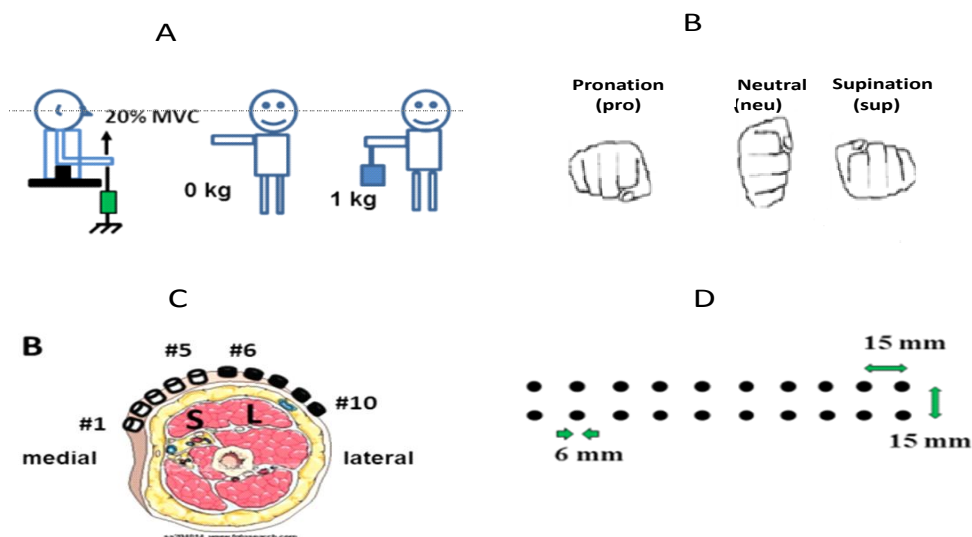 A
20% MVC
0 kg
1 kg
B
Pronation
(pro)
Neutral
(neu)
Supination
(sup)
C
B
#5
#6
#1
#10
S
L
medial
lateral
D
15 mm
15 mm
6 mm